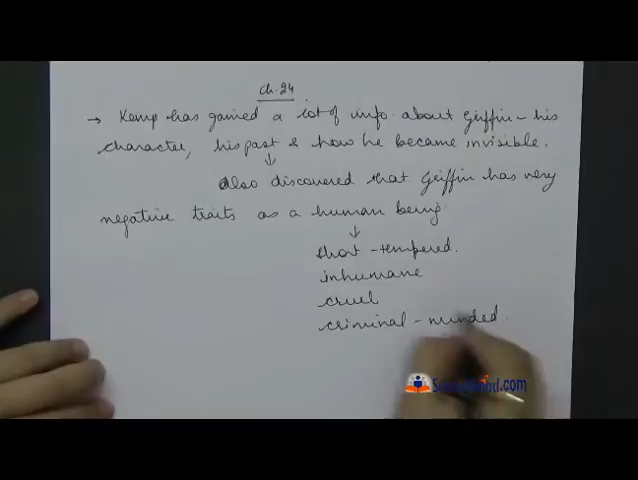 Ch. 24
→ Kemp has gained a lot of info. about Griffin - his
character, his past & how he became invisible.
↓
Also discovered that Griffin has very
negative traits as a human being
↓
short - tempered.
inhumane
cruel
criminal - minded.
.com